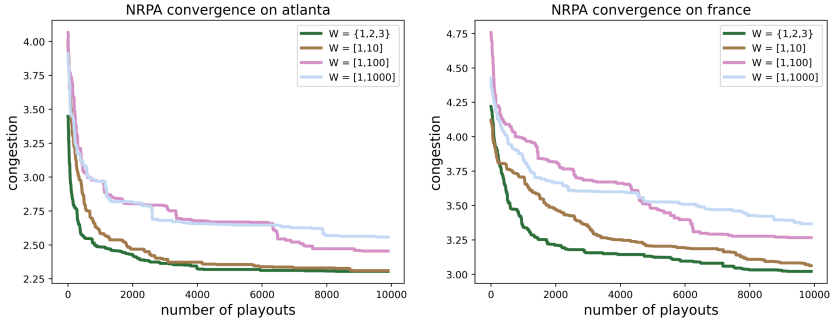 NRPA convergence on atlanta
4.00
3.75
3.50
3.25
3.00
2.75
2.50
2.25
congestion
W = {1,2,3}
W = [1,10]
W = [1,100]
W = [1,1000]
0 2000 4000 6000 8000 10000
number of playouts
NRPA convergence on france
4.75
4.50
4.25
4.00
3.75
3.50
3.25
3.00
congestion
W = {1,2,3}
W = [1,10]
W = [1,100]
W = [1,1000]
0 2000 4000 6000 8000 10000
number of playouts